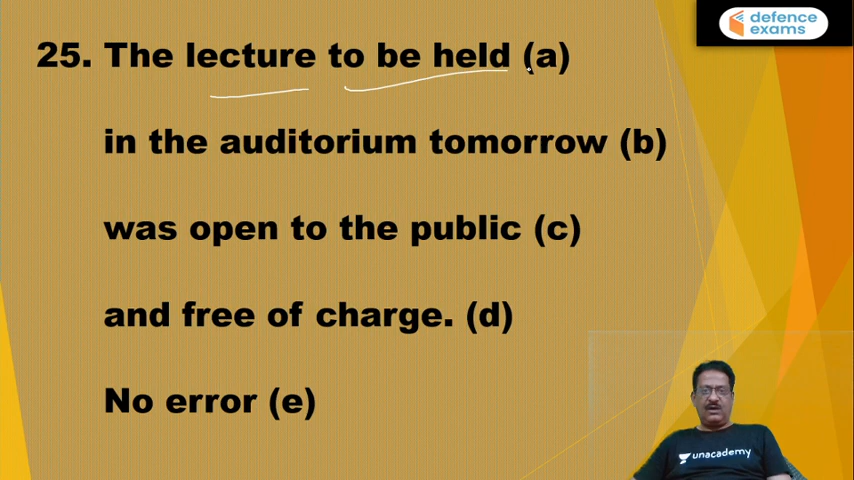 defence
exams
25. The lecture to be held (a)
in the auditorium tomorrow (b)
was open to the public (c)
and free of charge. (d)
No error (e)
unacademy